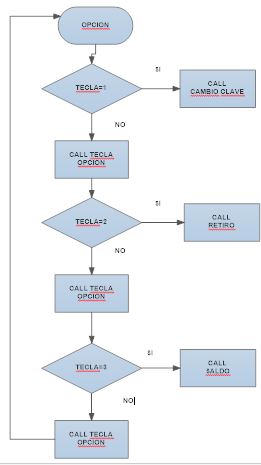 OPCION
TECLA=1
SI
CALL
CAMBIO CLAVE
NO
CALL TECLA
OPCION
TECLA=2
SI
CALL
RETIRO
NO
CALL TECLA
OPCION
TECLA=3
SI
CALL
SALDO
NO
CALL TECLA
OPCION